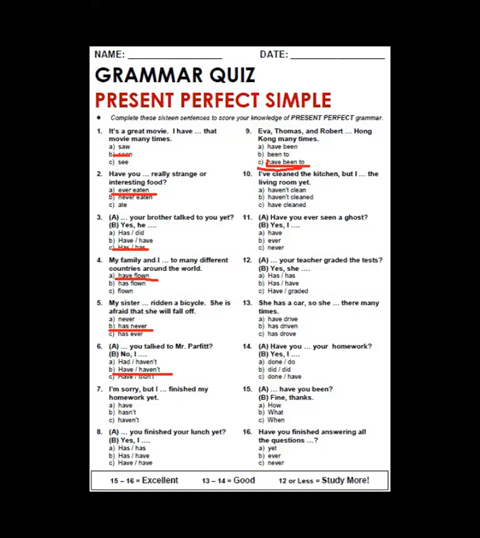 NAME: ____________________ DATE: ____________________
GRAMMAR QUIZ
PRESENT PERFECT SIMPLE
● Complete these sixteen sentences to score your knowledge of PRESENT PERFECT grammar.
1. It's a great movie. I have … that
movie many times.
a) saw
b) seen
c) see
2. Have you … really strange or
interesting food?
a) ever eaten
b) never eaten
c) ate
3. (A) … your brother talked to you yet?
(B) Yes, he ….
a) Has / did
b) Have / have
c) Has / has
4. My family and I … to many different
countries around the world.
a) have flown
b) has flown
c) flown
5. My sister … ridden a bicycle. She is
afraid that she will fall off.
a) never
b) has never
c) has ever
6. (A) … you talked to Mr. Parfitt?
(B) No, I ….
a) Had / haven't
b) Have / haven't
c) Have / didn't
7. I'm sorry, but I … finished my
homework yet.
a) have
b) hasn't
c) haven't
8. (A) … you finished your lunch yet?
(B) Yes, I ….
a) Has / has
b) Has / have
c) Have / have
9. Eva, Thomas, and Robert … Hong
Kong many times.
a) have been
b) been to
c) have been to
10. I've cleaned the kitchen, but I … the
living room yet.
a) haven't clean
b) haven't cleaned
c) have cleaned
11. (A) Have you ever seen a ghost?
(B) Yes, I ….
a) have
b) ever
c) never
12. (A) … your teacher graded the tests?
(B) Yes, she ….
a) Has / has
b) Has / have
c) Have / graded
13. She has a car, so she … there many
times.
a) have drive
b) has driven
c) has drove
14. (A) Have you … your homework?
(B) Yes, I ….
a) done / do
b) did / did
c) done / have
15. (A) … have you been?
(B) Fine, thanks.
a) How
b) What
c) When
16. Have you finished answering all
the questions …?
a) yet
b) ever
c) never
15 – 16 = Excellent 13 – 14 = Good 12 or Less = Study More!